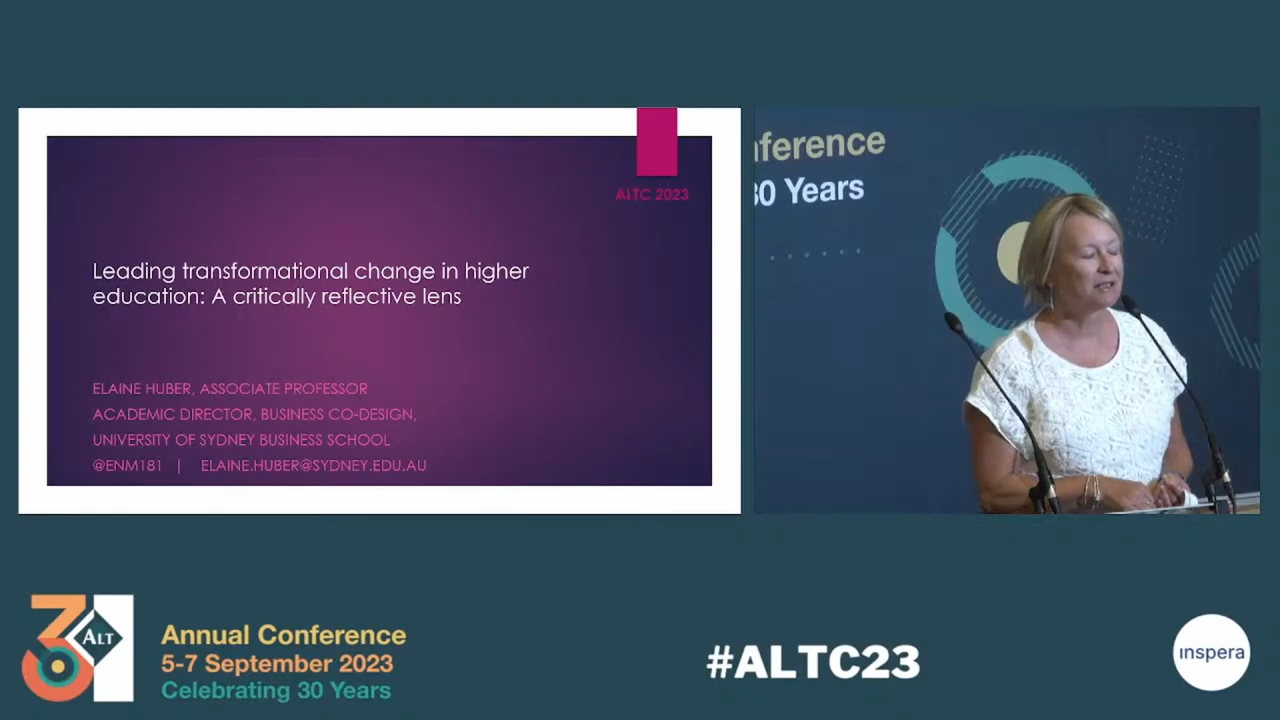 ALTC 2023
Leading transformational change in higher
education: A critically reflective lens
ELAINE HUBER, ASSOCIATE PROFESSOR
ACADEMIC DIRECTOR, BUSINESS CO-DESIGN,
UNIVERSITY OF SYDNEY BUSINESS SCHOOL
@ENM181 | ELAINE.HUBER@SYDNEY.EDU.AU
nference
30 Years
30
ALT
Annual Conference
5-7 September 2023
Celebrating 30 Years
#ALTC23
inspera